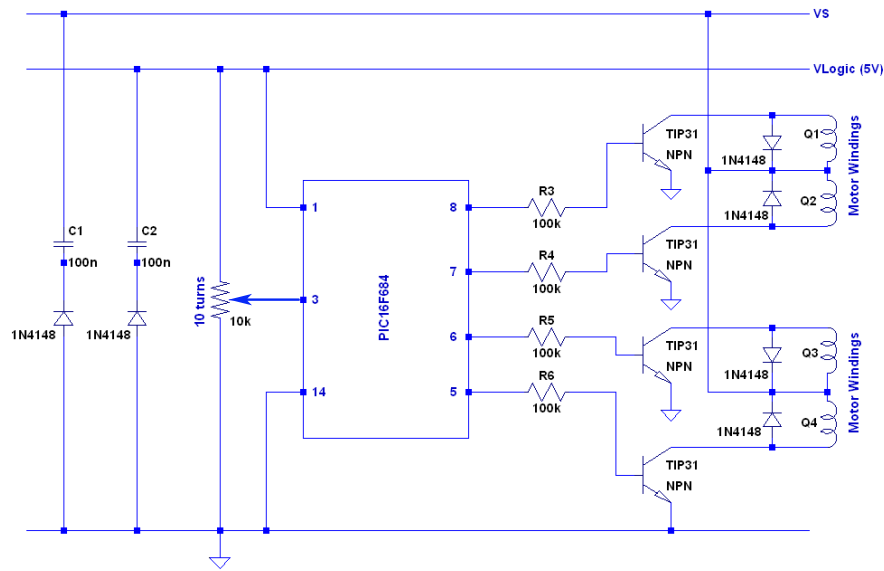 VS
VLogic (5V)
TIP31
NPN
1N4148
Q1
Motor Windings
1N4148
Q2
R3
100k
1
8
C1
100n
C2
100n
TIP31
NPN
R4
100k
7
10 turns
3
10k
PIC16F684
1N4148
1N4148
R5
100k
6
TIP31
NPN
1N4148
Q3
Motor Windings
R6
100k
14
5
1N4148
Q4
TIP31
NPN